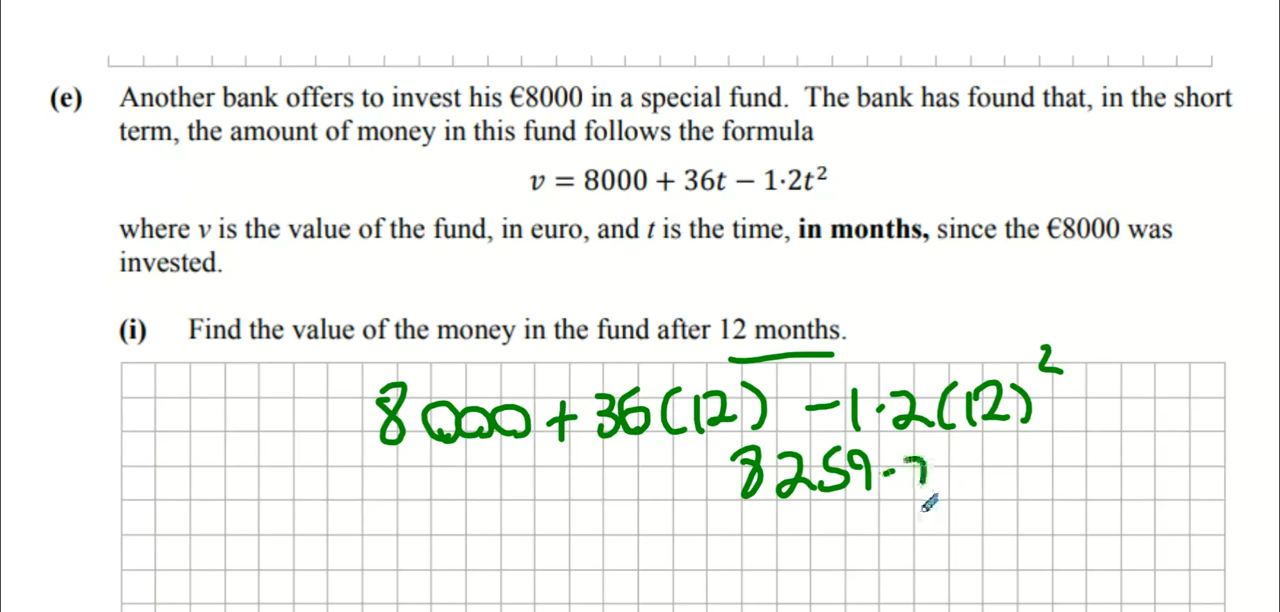 (e) Another bank offers to invest his €8000 in a special fund. The bank has found that, in the short
term, the amount of money in this fund follows the formula
v = 8000 + 36t − 1·2t²
where v is the value of the fund, in euro, and t is the time, in months, since the €8000 was
invested.
(i) Find the value of the money in the fund after 12 months.
8000 + 36(12) − 1·2(12)²
8259·